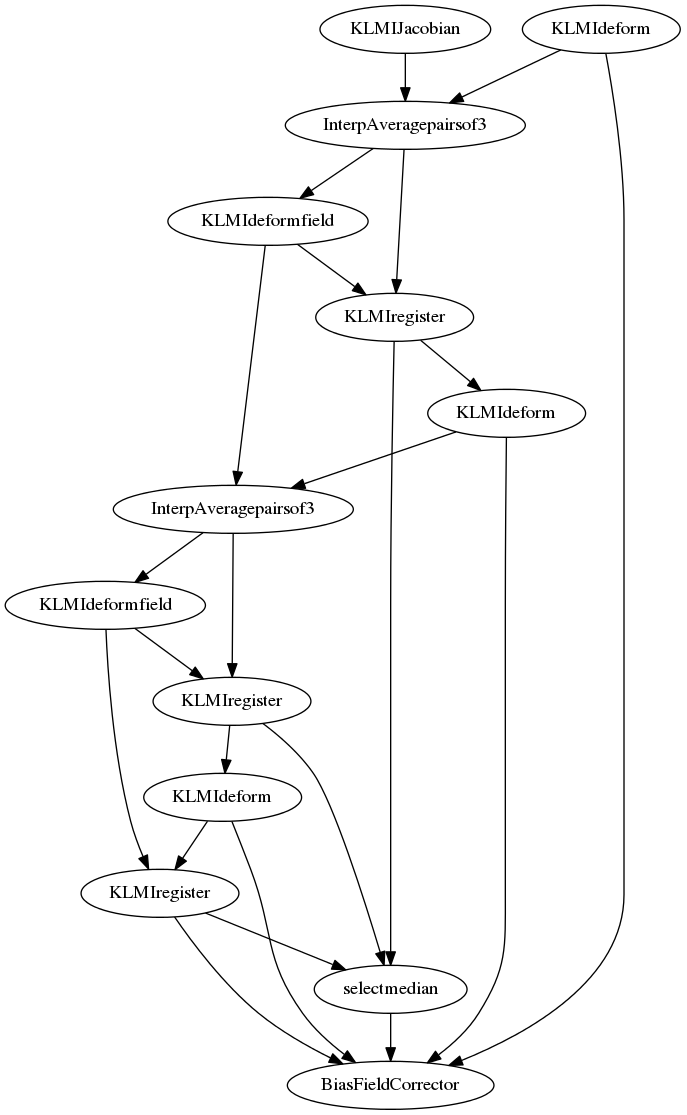 KLMIJacobian
KLMIdeform
InterpAveragepairsof3
KLMIdeformfield
KLMIregister
KLMIdeform
InterpAveragepairsof3
KLMIdeformfield
KLMIregister
KLMIdeform
KLMIregister
selectmedian
BiasFieldCorrector